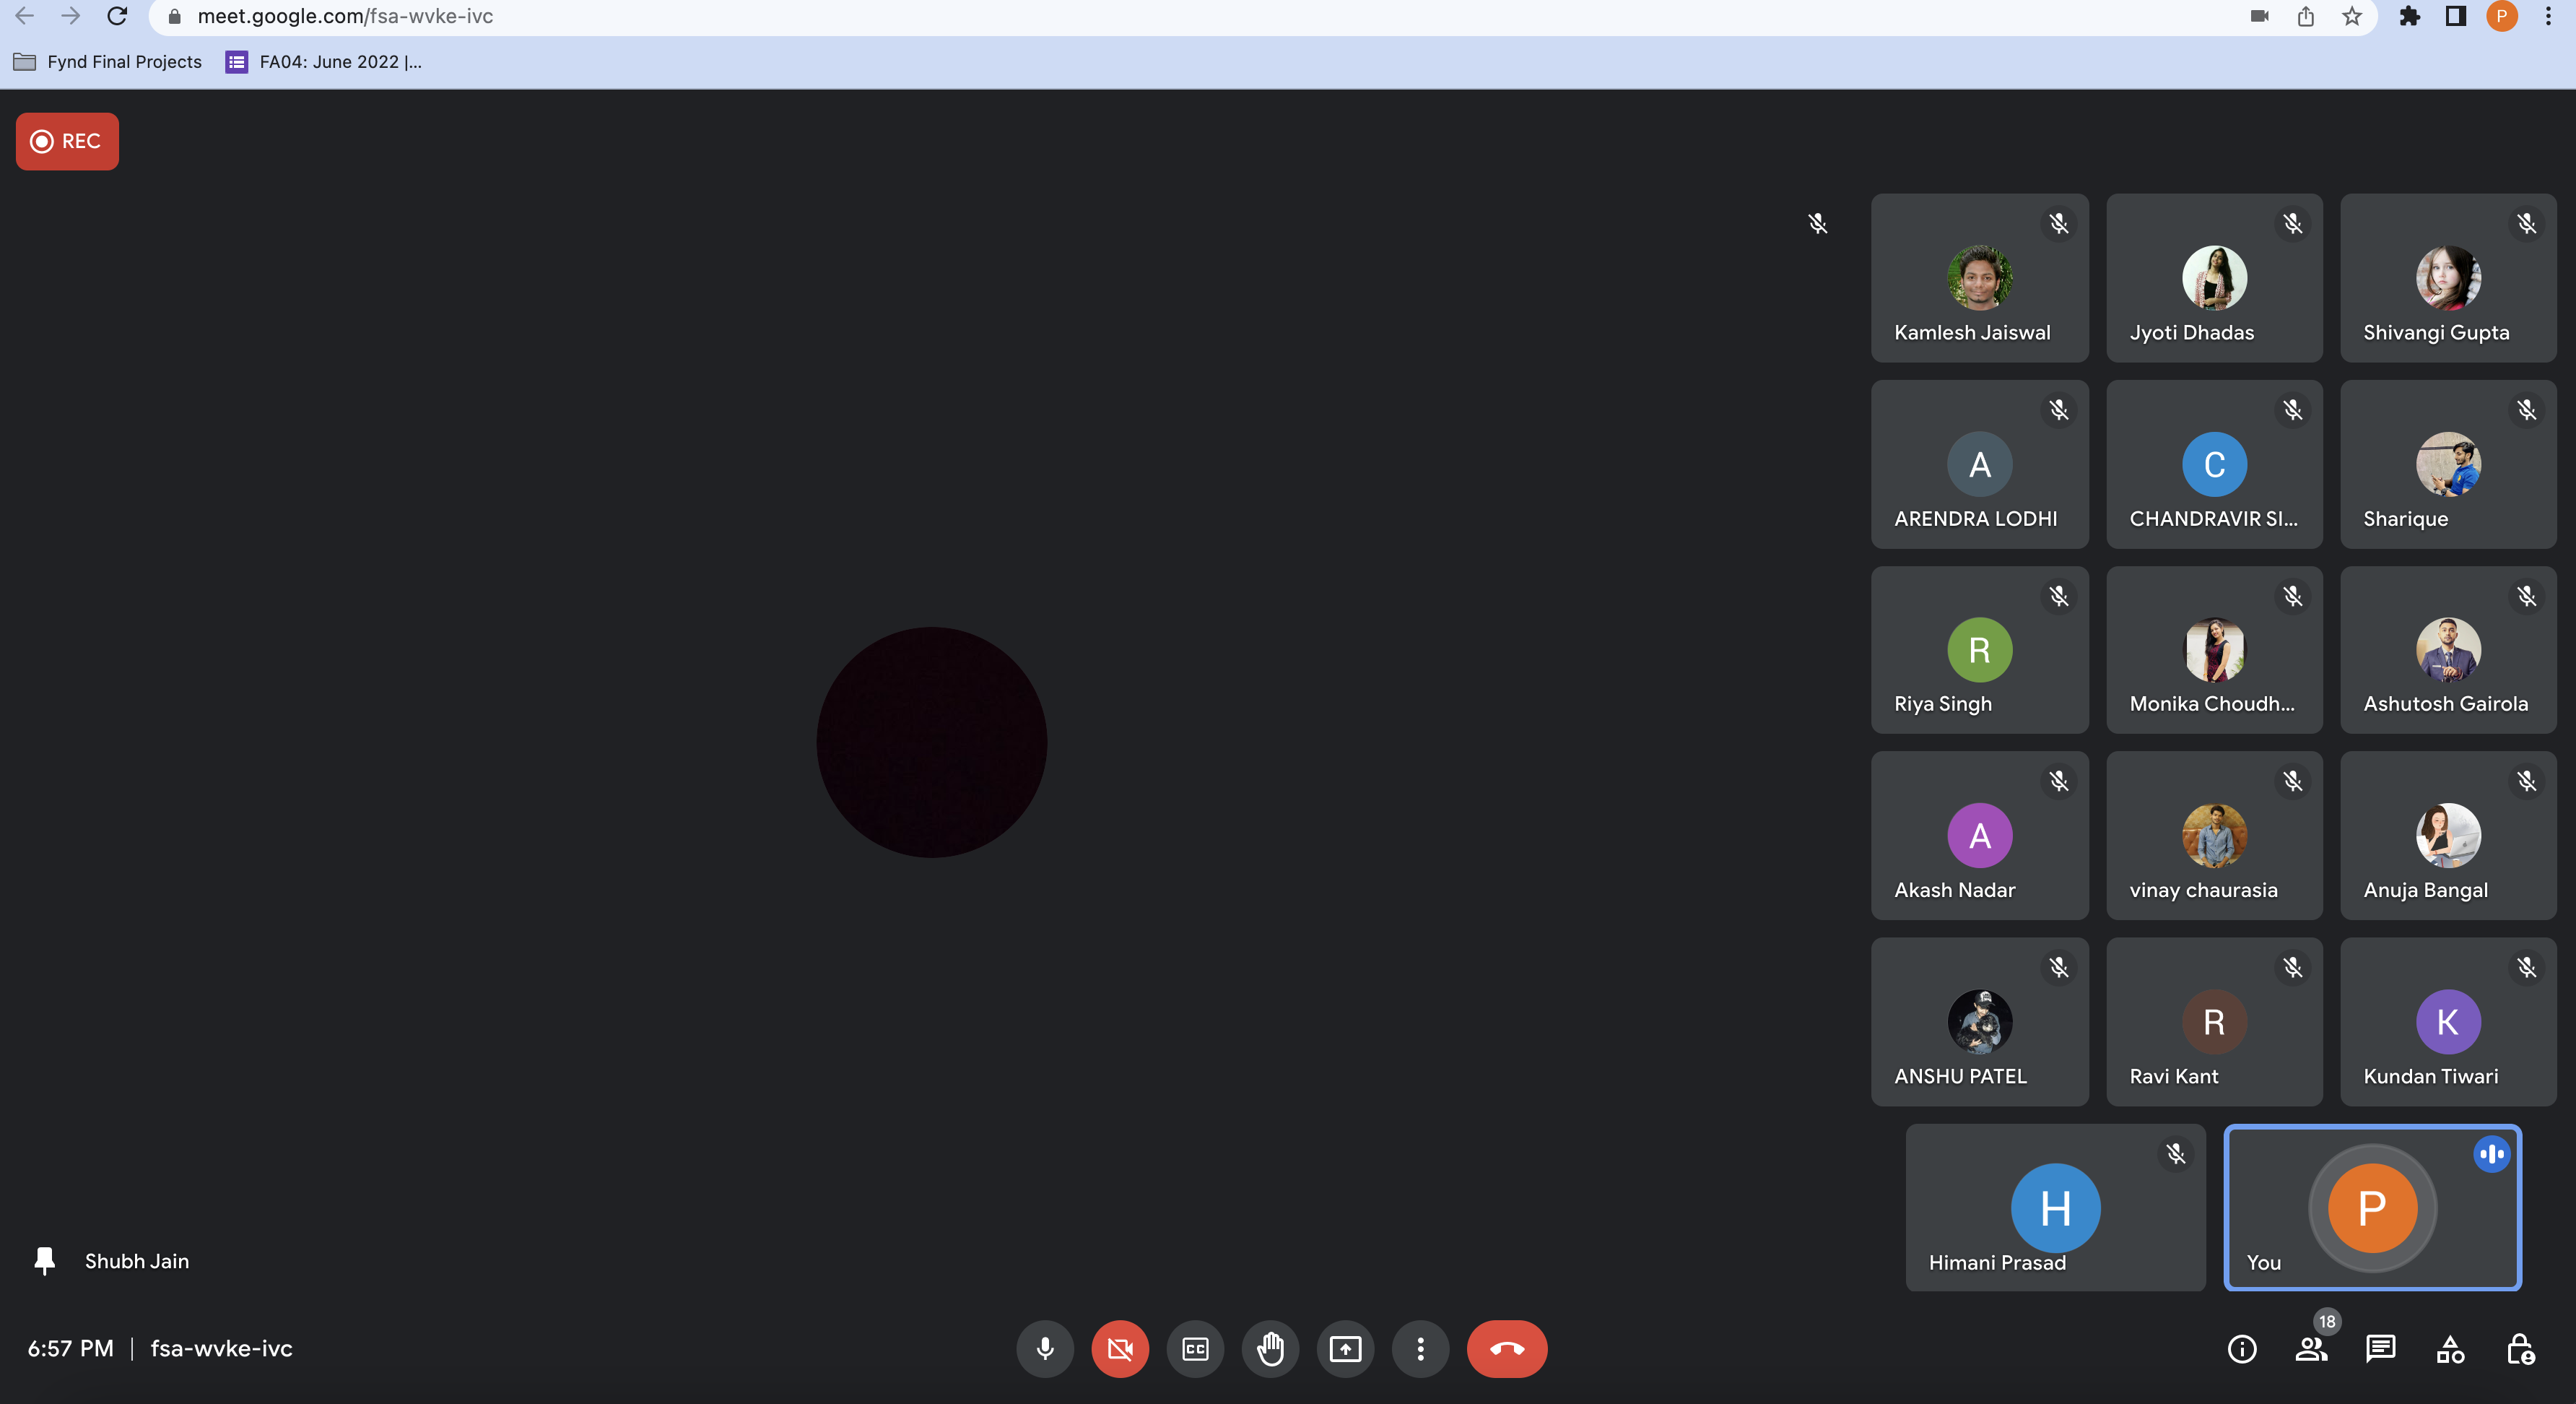 meet.google.com/fsa-wvke-ivc
P
Fynd Final Projects
FA04: June 2022 |...
REC
Kamlesh Jaiswal
Jyoti Dhadas
Shivangi Gupta
A
C
ARENDRA LODHI
CHANDRAVIR SI...
Sharique
R
Riya Singh
Monika Choudh...
Ashutosh Gairola
A
Akash Nadar
vinay chaurasia
Anuja Bangal
R
K
ANSHU PATEL
Ravi Kant
Kundan Tiwari
H
P
Himani Prasad
You
Shubh Jain
6:57 PM | fsa-wvke-ivc
CC
18